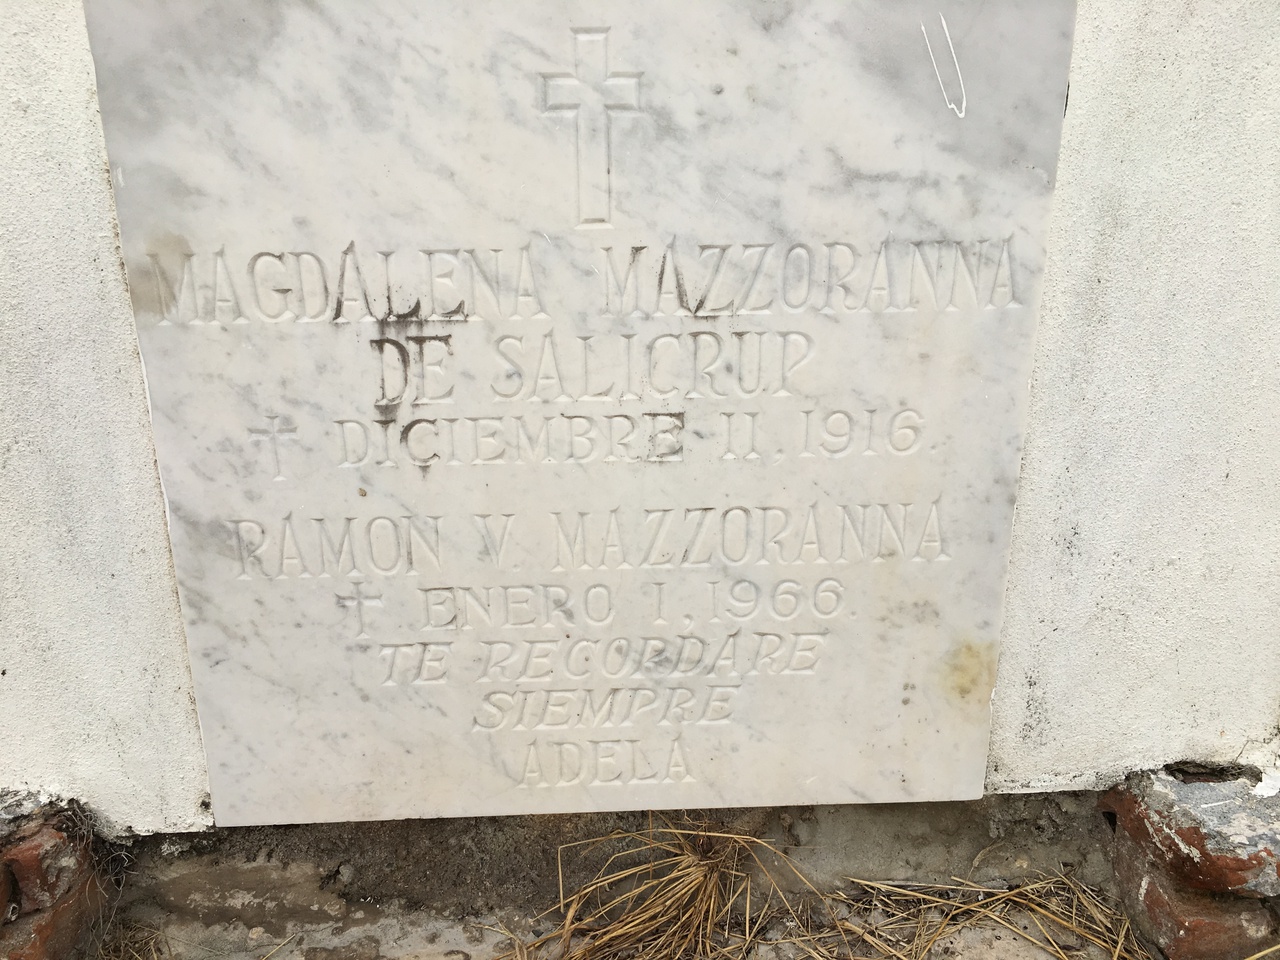 MAGDALENA MAZZORANNA
DE SALICRUP
† DICIEMBRE 11, 1916.
RAMON V. MAZZORANNA
† ENERO 1, 1966.
TE RECORDARE
SIEMPRE
ADELA